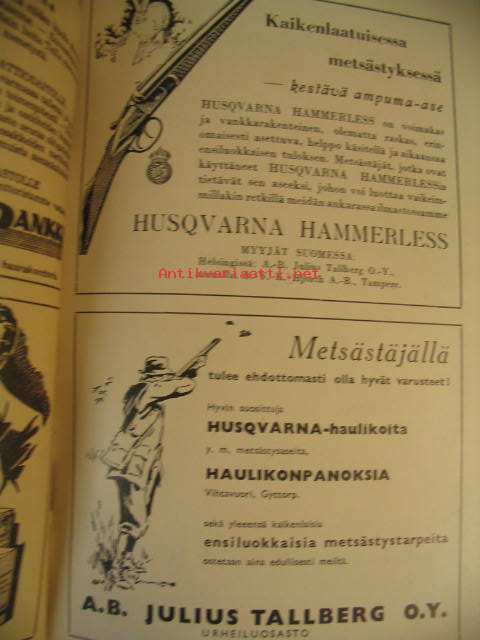 Kaikenlaatuisessa
metsästyksessä
— kestävä ampuma-ase
HUSQVARNA HAMMERLESS on voimakas
ja vankkarakenteinen, olematta raskas, erin-
omaisesti asettuva, helppo käsitellä ja aikaansaa
ensiluokkaisen tuloksen. Metsästäjät, jotka ovat
käyttäneet HUSQVARNA HAMMERLESSia
tietävät sen aseeksi, johon voi luottaa vaikeim-
millakin retkillä meidän ankarassa ilmastossamme
HUSQVARNA HAMMERLESS
MYYJÄT SUOMESSA:
Helsingissä: A.-B. Julius Tallberg O.-Y.,
A.-B., Tampere.
Antikvariaatti.net
Metsästäjällä
tulee ehdottomasti olla hyvät varusteet!
Hyvin suosittuja
HUSQVARNA-haulikoita
y. m. metsästysaseita,
HAULIKONPANOKSIA
Vihtavuori, Gyttorp.
sekä yleensä kaikenlaisia
ensiluokkaisia metsästystarpeita
ostetaan aina edullisesti meiltä.
A.B. JULIUS TALLBERG O.Y.
URHEILUOSASTO